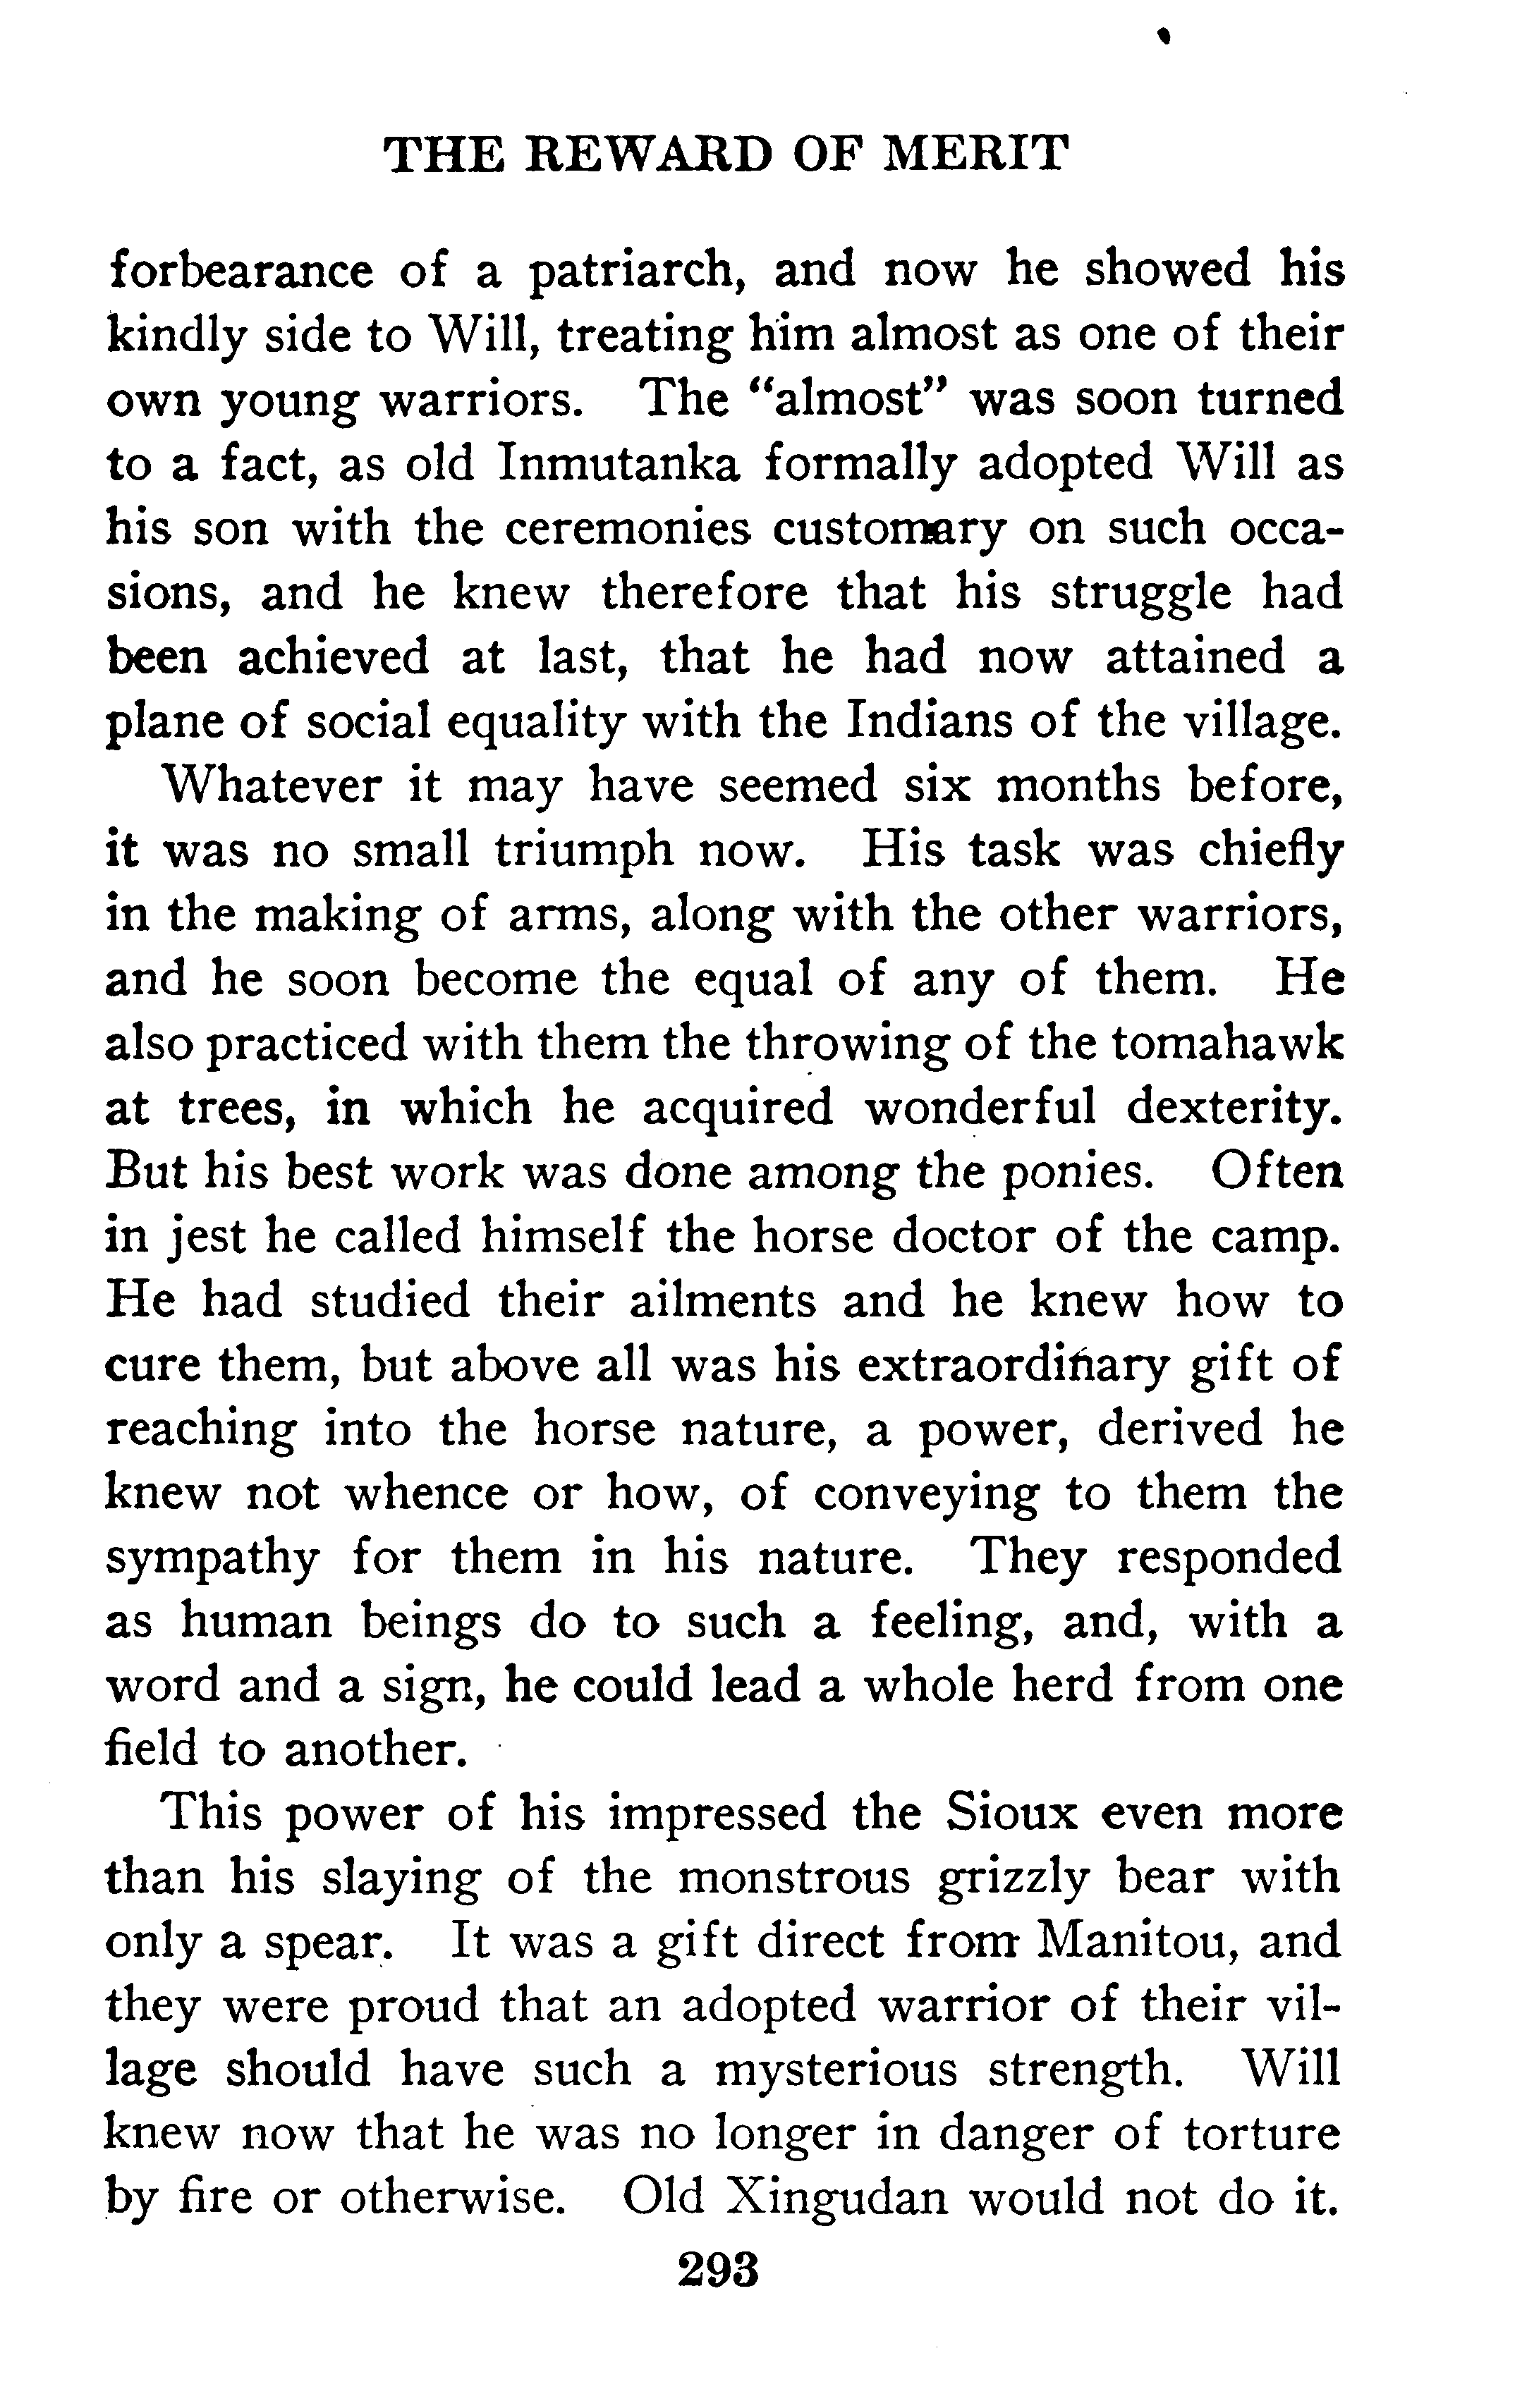 THE REWARD OF MERIT
forbearance of a patriarch, and now he showed his
kindly side to Will, treating him almost as one of their
own young warriors. The "almost" was soon turned
to a fact, as old Inmutanka formally adopted Will as
his son with the ceremonies customary on such occa-
sions, and he knew therefore that his struggle had
been achieved at last, that he had now attained a
plane of social equality with the Indians of the village.
Whatever it may have seemed six months before,
it was no small triumph now. His task was chiefly
in the making of arms, along with the other warriors,
and he soon become the equal of any of them. He
also practiced with them the throwing of the tomahawk
at trees, in which he acquired wonderful dexterity.
But his best work was done among the ponies. Often
in jest he called himself the horse doctor of the camp.
He had studied their ailments and he knew how to
cure them, but above all was his extraordinary gift of
reaching into the horse nature, a power, derived he
knew not whence or how, of conveying to them the
sympathy for them in his nature. They responded
as human beings do to such a feeling, and, with a
word and a sign, he could lead a whole herd from one
field to another.
This power of his impressed the Sioux even more
than his slaying of the monstrous grizzly bear with
only a spear. It was a gift direct from Manitou, and
they were proud that an adopted warrior of their vil-
lage should have such a mysterious strength. Will
knew now that he was no longer in danger of torture
by fire or otherwise. Old Xingudan would not do it.
293